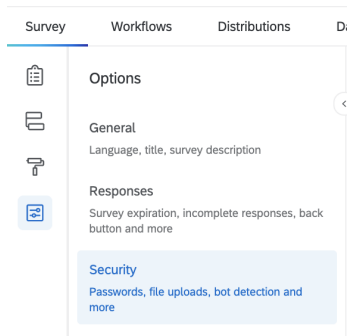 Survey Workflows Distributions
Options
General
Language, title, survey description
Responses
Survey expiration, incomplete responses, back
button and more
Security
Passwords, file uploads, bot detection and
more